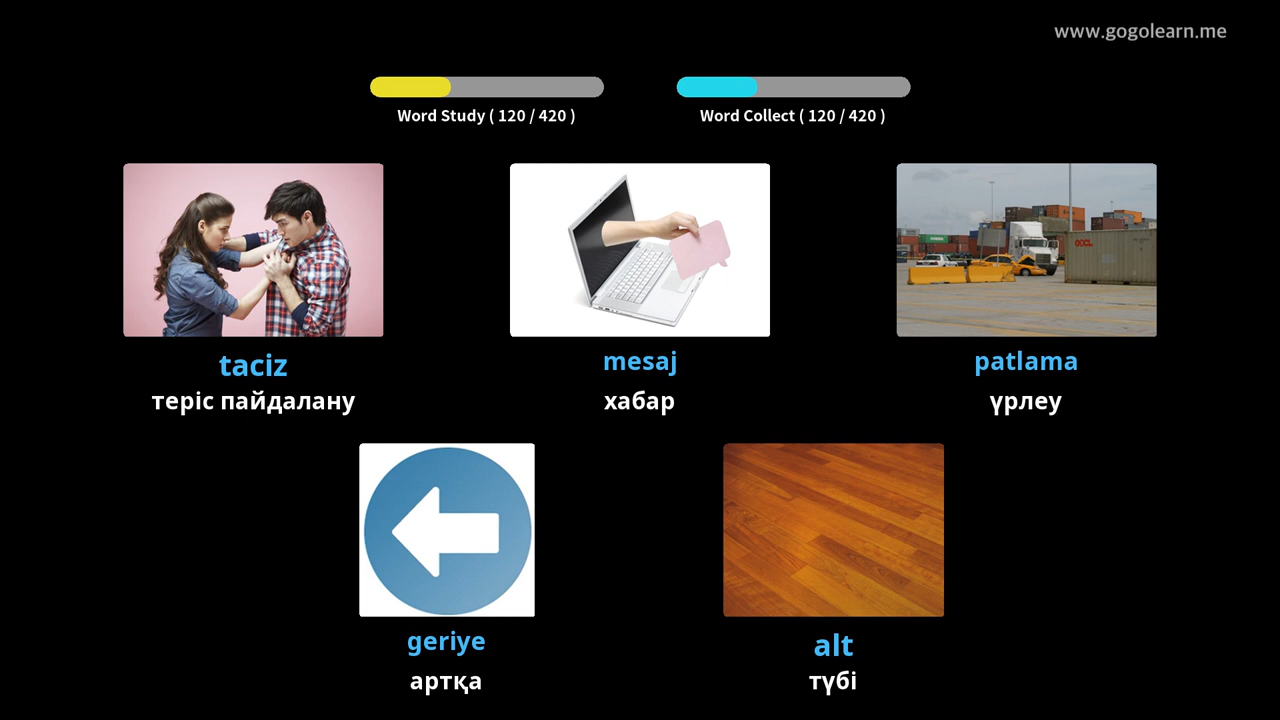 www.gogolearn.me
Word Study ( 120 / 420 )
Word Collect ( 120 / 420 )
taciz
теріс пайдалану
mesaj
хабар
OOCL
patlama
үрлеу
geriye
артқа
alt
түбі